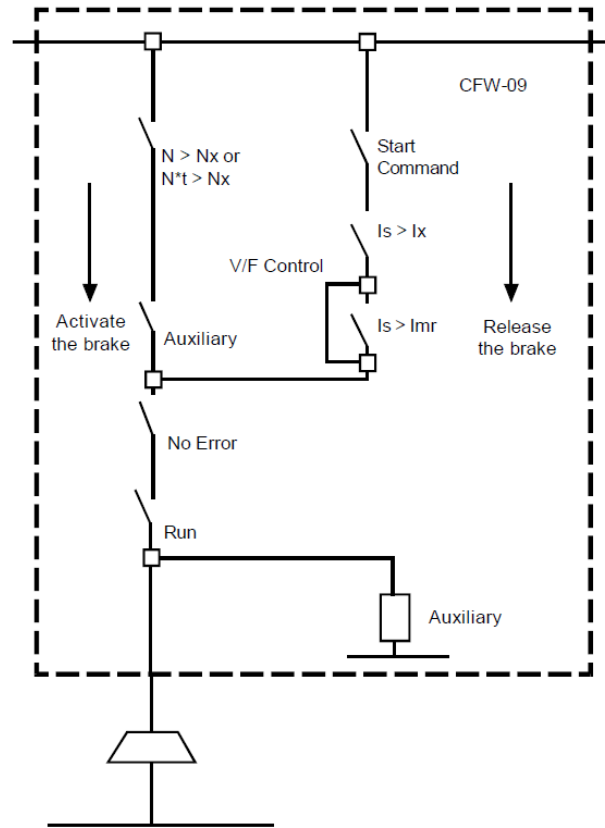 CFW-09
N > Nx or
N*t > Nx
Start
Command
Is > Ix
V/F Control
Activate
the brake
Auxiliary
Is > Imr
Release
the brake
No Error
Run
Auxiliary